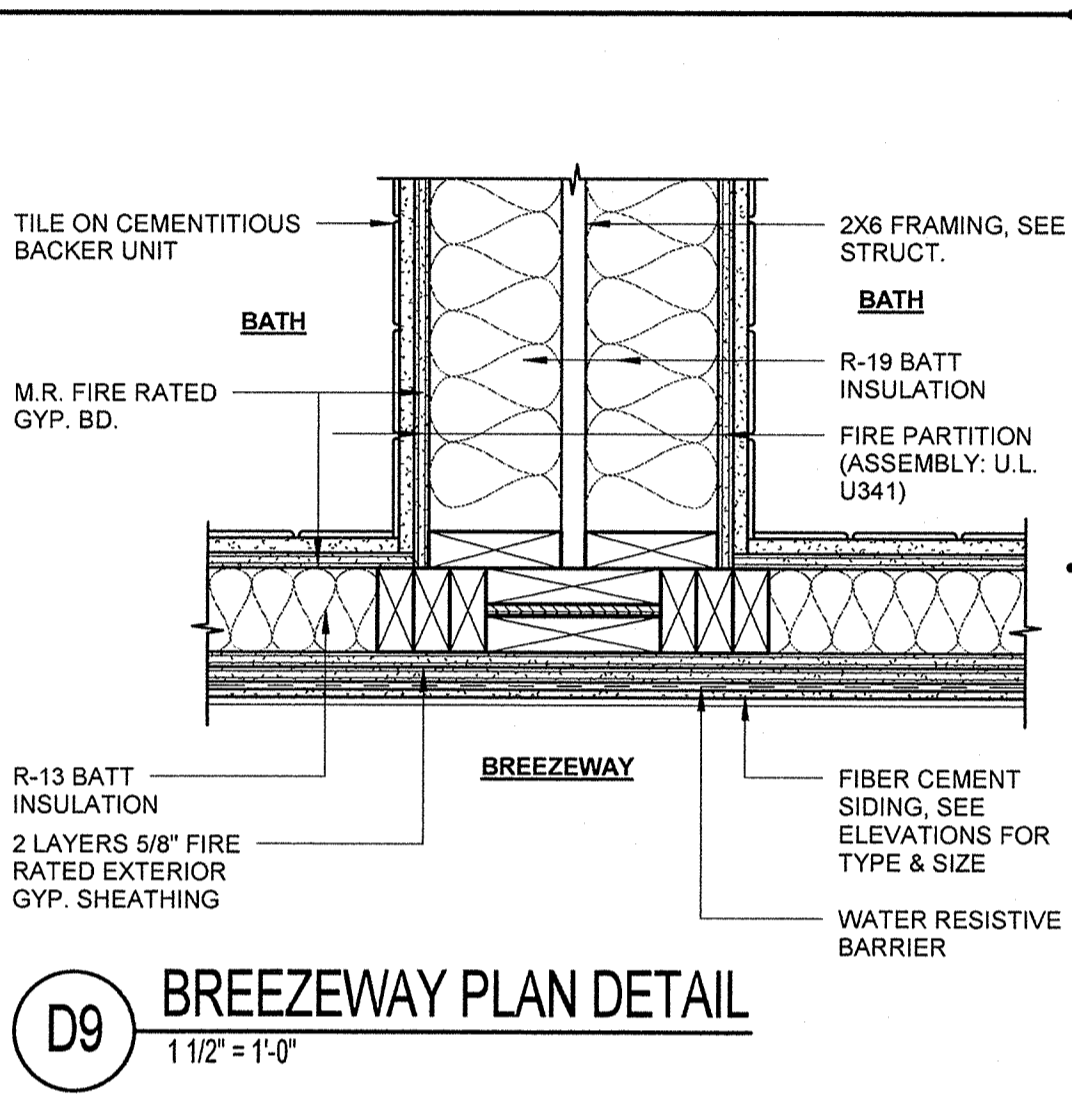 TILE ON CEMENTITIOUS
BACKER UNIT
BATH
M.R. FIRE RATED
GYP. BD.
2X6 FRAMING, SEE
STRUCT.
BATH
R-19 BATT
INSULATION
FIRE PARTITION
(ASSEMBLY: U.L.
U341)
R-13 BATT
INSULATION
2 LAYERS 5/8" FIRE
RATED EXTERIOR
GYP. SHEATHING
BREEZEWAY
FIBER CEMENT
SIDING, SEE
ELEVATIONS FOR
TYPE & SIZE
WATER RESISTIVE
BARRIER
D9
BREEZEWAY PLAN DETAIL
1 1/2" = 1'-0"